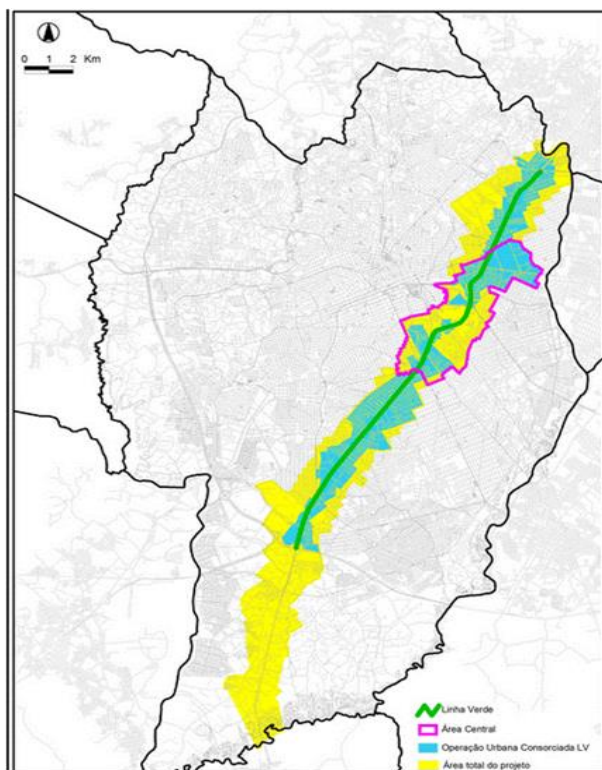 0 1 2 Km
Linha Verde
Área Central
Operação Urbana Consorciada LV
Área total do projeto